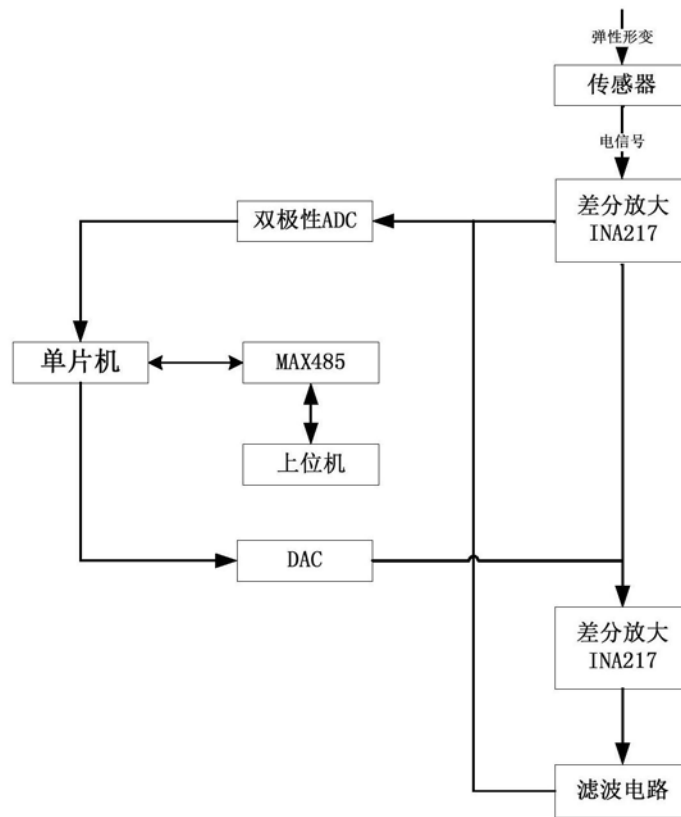 弹性形变
传感器
电信号
差分放大
INA217
双极性ADC
单片机
MAX485
上位机
DAC
差分放大
INA217
滤波电路